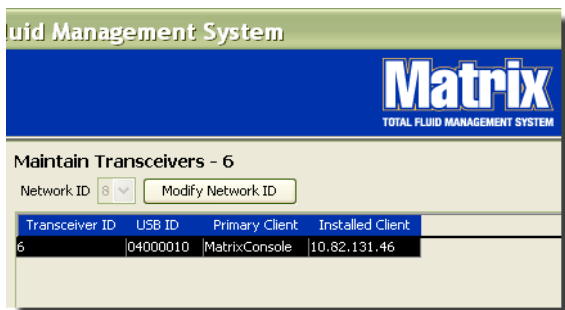 luid Management System
Matrix
TOTAL FLUID MANAGEMENT SYSTEM
Maintain Transceivers - 6
Network ID 8 Modify Network ID
Transceiver ID USB ID Primary Client Installed Client
6 04000010 MatrixConsole 10.82.131.46